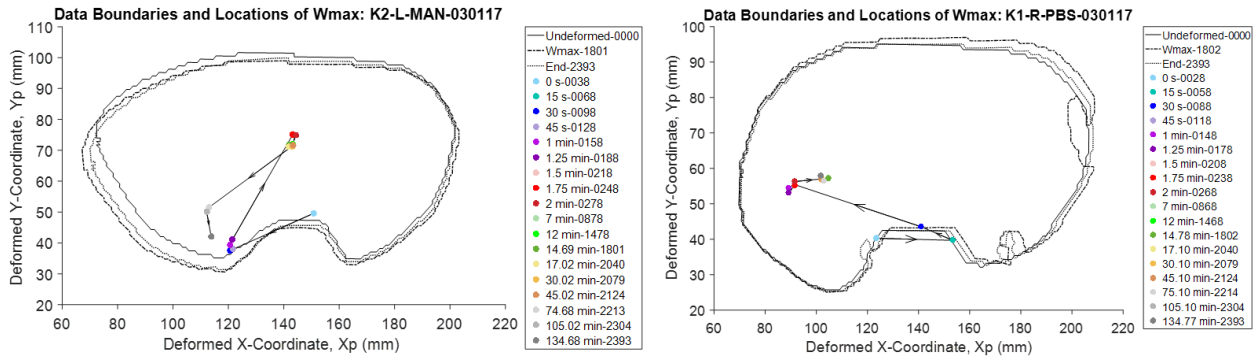 Data Boundaries and Locations of Wmax: K2-L-MAN-030117
110
100
90
80
70
60
50
40
30
20
60
80
100
120
140
160
180
200
220
Deformed Y-Coordinate, Yp (mm)
Deformed X-Coordinate, Xp (mm)
Undeformed-0000
Wmax-1801
End-2393
0 s-0038
15 s-0068
30 s-0098
45 s-0128
1 min-0158
1.25 min-0188
1.5 min-0218
1.75 min-0248
2 min-0278
7 min-0878
12 min-1478
14.69 min-1801
17.02 min-2040
30.02 min-2079
45.02 min-2124
74.68 min-2213
105.02 min-2304
134.68 min-2393
Data Boundaries and Locations of Wmax: K1-R-PBS-030117
100
90
80
70
60
50
40
30
20
60
80
100
120
140
160
180
200
220
Deformed Y-Coordinate, Yp (mm)
Deformed X-Coordinate, Xp (mm)
Undeformed-0000
Wmax-1802
End-2393
0 s-0028
15 s-0058
30 s-0088
45 s-0118
1 min-0148
1.25 min-0178
1.5 min-0208
1.75 min-0238
2 min-0268
7 min-0868
12 min-1468
14.78 min-1802
17.10 min-2040
30.10 min-2079
45.10 min-2124
75.10 min-2214
105.10 min-2304
134.77 min-2393